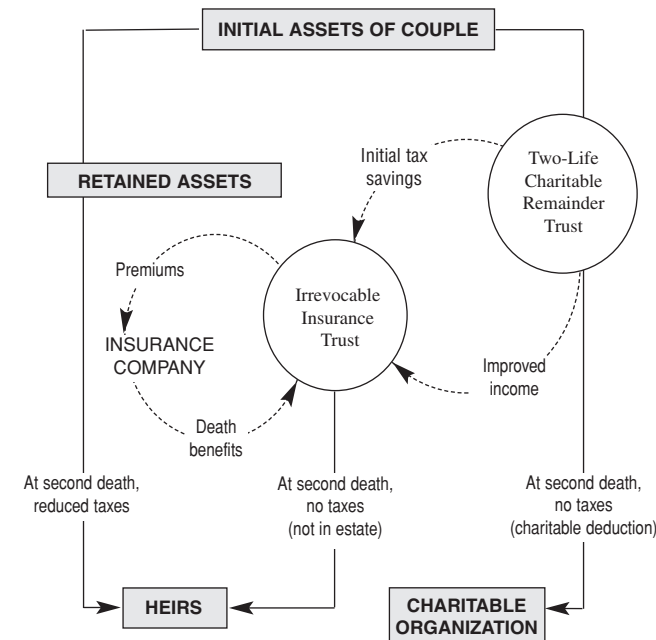 INITIAL ASSETS OF COUPLE
Initial tax
savings
Two-Life
Charitable
Remainder
Trust
RETAINED ASSETS
Premiums
Irrevocable
Insurance
Trust
INSURANCE
COMPANY
Improved
income
Death
benefits
At second death,
reduced taxes
At second death,
no taxes
(not in estate)
At second death,
no taxes
(charitable deduction)
HEIRS
CHARITABLE
ORGANIZATION